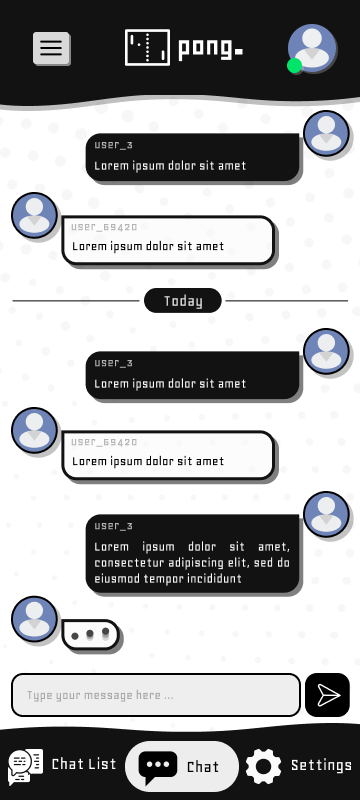 pong.
user_3
Lorem ipsum dolor sit amet
user_69420
Lorem ipsum dolor sit amet
Today
user_3
Lorem ipsum dolor sit amet
user_69420
Lorem ipsum dolor sit amet
user_3
Lorem ipsum dolor sit amet,
consectetur adipiscing elit, sed do
eiusmod tempor incididunt
Type your message here ...
Chat List
Chat
Settings